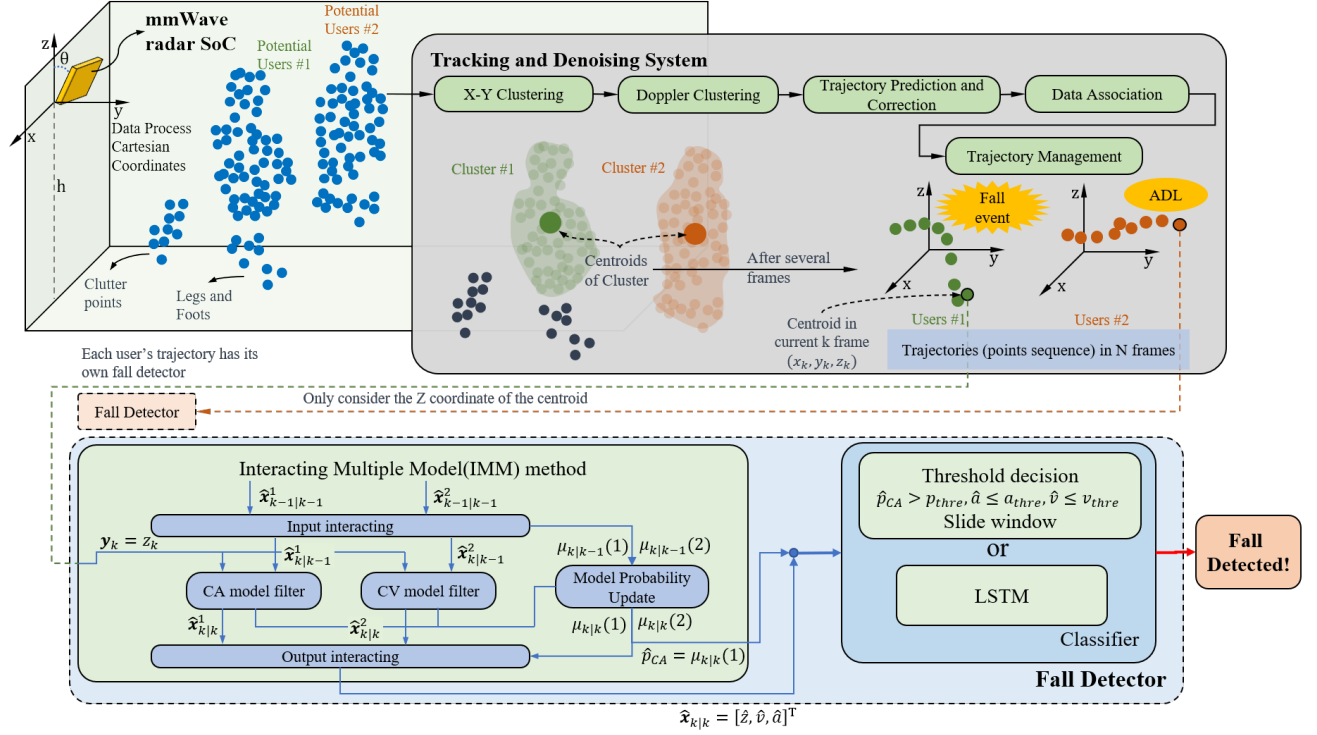 mmWave
radar SoC
z
θ
y
x
h
Data Process
Cartesian
Coordinates
Potential
Users #1
Potential
Users #2
Clutter
points
Legs and
Foots
Tracking and Denoising System
X-Y Clustering
Doppler Clustering
Trajectory Prediction and
Correction
Data Association
Trajectory Management
Cluster #1
Cluster #2
Centroids
of Cluster
After several
frames
z
Fall
event
y
x
Users #1
z
ADL
y
x
Users #2
Centroid in
current k frame
(x_k, y_k, z_k)
Trajectories (points sequence) in N frames
Each user's trajectory has its
own fall detector
Fall Detector
Only consider the Z coordinate of the centroid
Interacting Multiple Model(IMM) method
x̂¹_{k−1|k−1}
x̂²_{k−1|k−1}
Input interacting
y_k = z_k
x̂¹_{k|k−1}
x̂²_{k|k−1}
μ_{k|k−1}(1)
μ_{k|k−1}(2)
CA model filter
CV model filter
Model Probability
Update
x̂¹_{k|k}
x̂²_{k|k}
μ_{k|k}(1)
μ_{k|k}(2)
Output interacting
p̂_{CA} = μ_{k|k}(1)
x̂_{k|k} = [ẑ, v̂, â]ᵀ
Threshold decision
p̂_{CA} > p_{thre}, â ≤ a_{thre}, v̂ ≤ v_{thre}
Slide window
or
LSTM
Classifier
Fall Detector
Fall
Detected!